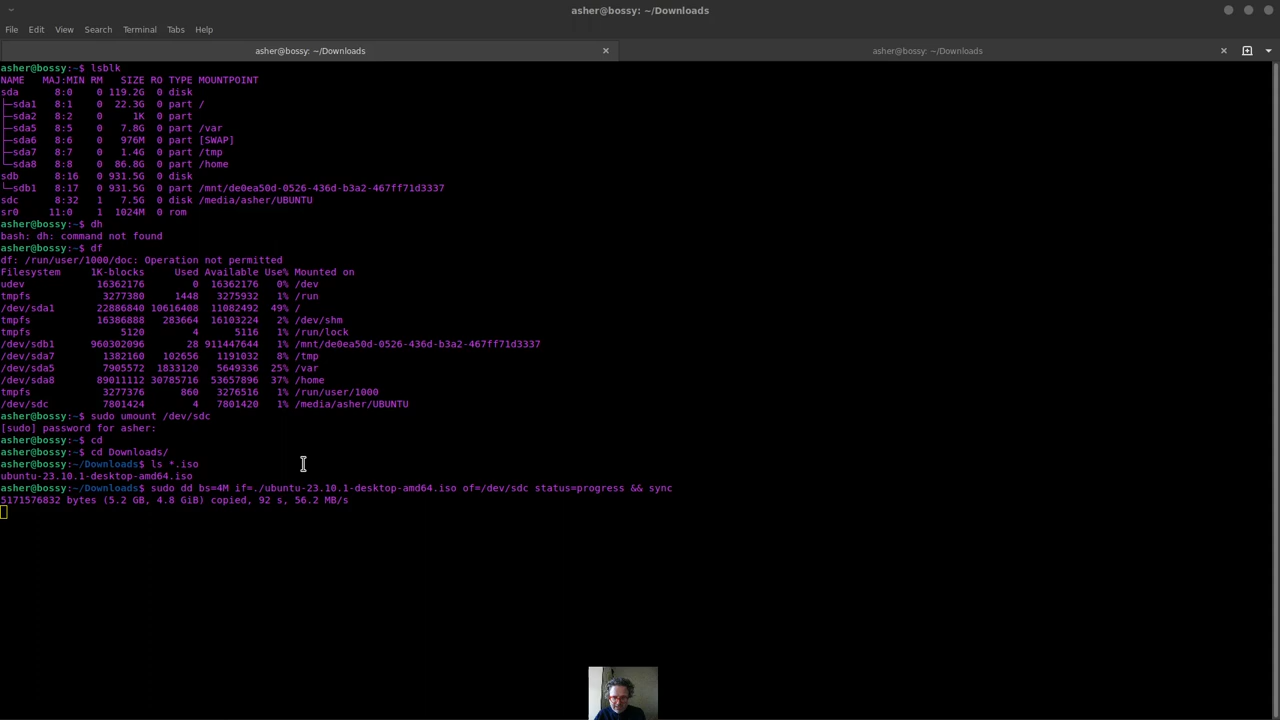 asher@bossy: ~/Downloads
File Edit View Search Terminal Tabs Help
asher@bossy: ~/Downloads
asher@bossy: ~/Downloads
asher@bossy:~$ lsblk
NAME   MAJ:MIN RM   SIZE RO TYPE MOUNTPOINT
sda      8:0    0 119.2G  0 disk
├─sda1   8:1    0  22.3G  0 part /
├─sda2   8:2    0     1K  0 part
├─sda5   8:5    0   7.8G  0 part /var
├─sda6   8:6    0   976M  0 part [SWAP]
├─sda7   8:7    0   1.4G  0 part /tmp
└─sda8   8:8    0  86.8G  0 part /home
sdb      8:16   0 931.5G  0 disk
└─sdb1   8:17   0 931.5G  0 part /mnt/de0ea50d-0526-436d-b3a2-467ff71d3337
sdc      8:32   1   7.5G  0 disk /media/asher/UBUNTU
sr0     11:0    1  1024M  0 rom
asher@bossy:~$ dh
bash: dh: command not found
asher@bossy:~$ df
df: /run/user/1000/doc: Operation not permitted
Filesystem     1K-blocks     Used Available Use% Mounted on
udev            16362176        0  16362176   0% /dev
tmpfs            3277380     1448   3275932   1% /run
/dev/sda1       22886840 10616408  11082492  49% /
tmpfs           16386888   283664  16103224   2% /dev/shm
tmpfs               5120        4      5116   1% /run/lock
/dev/sdb1      960302096       28 911447644   1% /mnt/de0ea50d-0526-436d-b3a2-467ff71d3337
/dev/sda7        1382160   102656   1191032   8% /tmp
/dev/sda5        7905572  1833120   5649336  25% /var
/dev/sda8       89011112 30785716  53657896  37% /home
tmpfs            3277376      860   3276516   1% /run/user/1000
/dev/sdc         7801424        4   7801420   1% /media/asher/UBUNTU
asher@bossy:~$ sudo umount /dev/sdc
[sudo] password for asher:
asher@bossy:~$ cd
asher@bossy:~$ cd Downloads/
asher@bossy:~/Downloads$ ls *.iso
ubuntu-23.10.1-desktop-amd64.iso
asher@bossy:~/Downloads$ sudo dd bs=4M if=./ubuntu-23.10.1-desktop-amd64.iso of=/dev/sdc status=progress && sync
5171576832 bytes (5.2 GB, 4.8 GiB) copied, 92 s, 56.2 MB/s